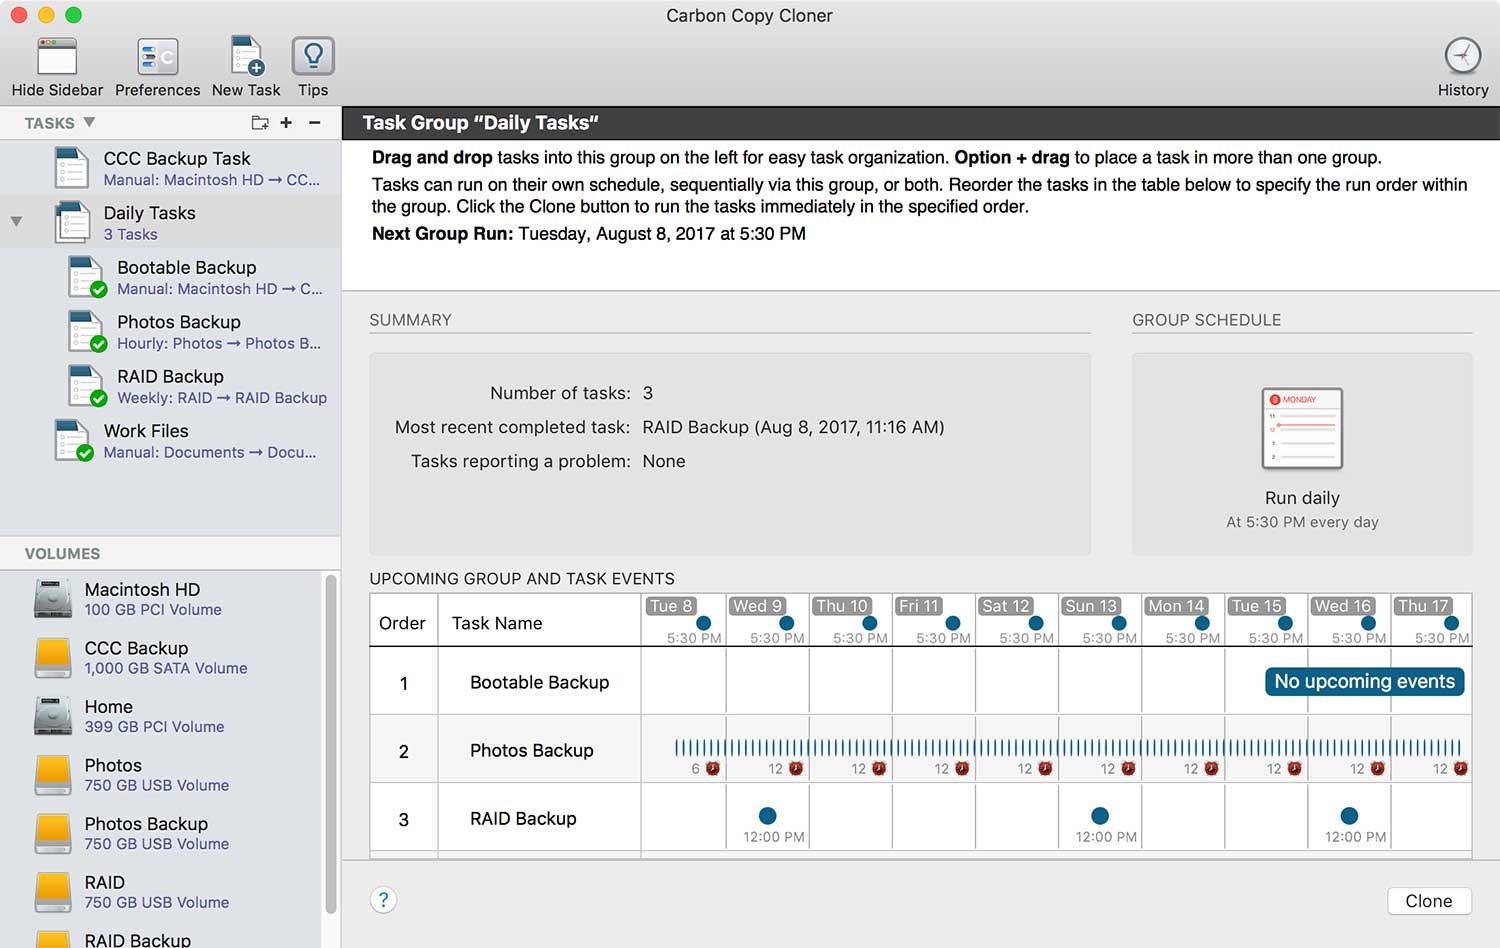 Carbon Copy Cloner
Hide Sidebar
Preferences
New Task
Tips
History
TASKS
CCC Backup Task
Manual: Macintosh HD → CC...
Daily Tasks
3 Tasks
Bootable Backup
Manual: Macintosh HD → C...
Photos Backup
Hourly: Photos → Photos B...
RAID Backup
Weekly: RAID → RAID Backup
Work Files
Manual: Documents → Docu...
VOLUMES
Macintosh HD
100 GB PCI Volume
CCC Backup
1,000 GB SATA Volume
Home
399 GB PCI Volume
Photos
750 GB USB Volume
Photos Backup
750 GB USB Volume
RAID
750 GB USB Volume
RAID Backup
Task Group “Daily Tasks“
Drag and drop tasks into this group on the left for easy task organization. Option + drag to place a task in more than one group.
Tasks can run on their own schedule, sequentially via this group, or both. Reorder the tasks in the table below to specify the run order within
the group. Click the Clone button to run the tasks immediately in the specified order.
Next Group Run: Tuesday, August 8, 2017 at 5:30 PM
SUMMARY
Number of tasks: 3
Most recent completed task: RAID Backup (Aug 8, 2017, 11:16 AM)
Tasks reporting a problem: None
GROUP SCHEDULE
9 MONDAY
11
12
1
2
Run daily
At 5:30 PM every day
UPCOMING GROUP AND TASK EVENTS
Order Task Name Tue 8 Wed 9 Thu 10 Fri 11 Sat 12 Sun 13 Mon 14 Tue 15 Wed 16 Thu 17
5:30 PM 5:30 PM 5:30 PM 5:30 PM 5:30 PM 5:30 PM 5:30 PM 5:30 PM 5:30 PM 5:30 PM
1 Bootable Backup No upcoming events
2 Photos Backup
6 12 12 12 12 12 12 12 12 12
3 RAID Backup
12:00 PM 12:00 PM 12:00 PM
?
Clone